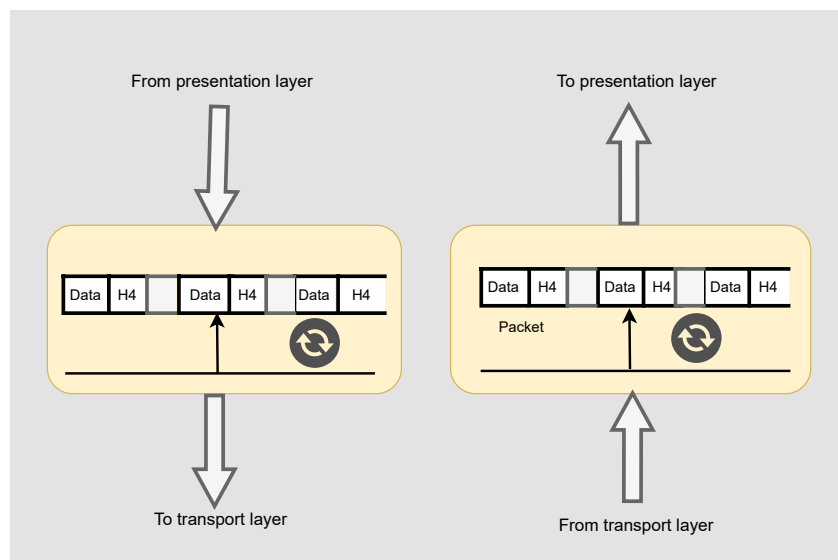 From presentation layer
To presentation layer
Data H4 Data H4 Data H4
Data H4 Data H4 Data H4
Packet
To transport layer
From transport layer